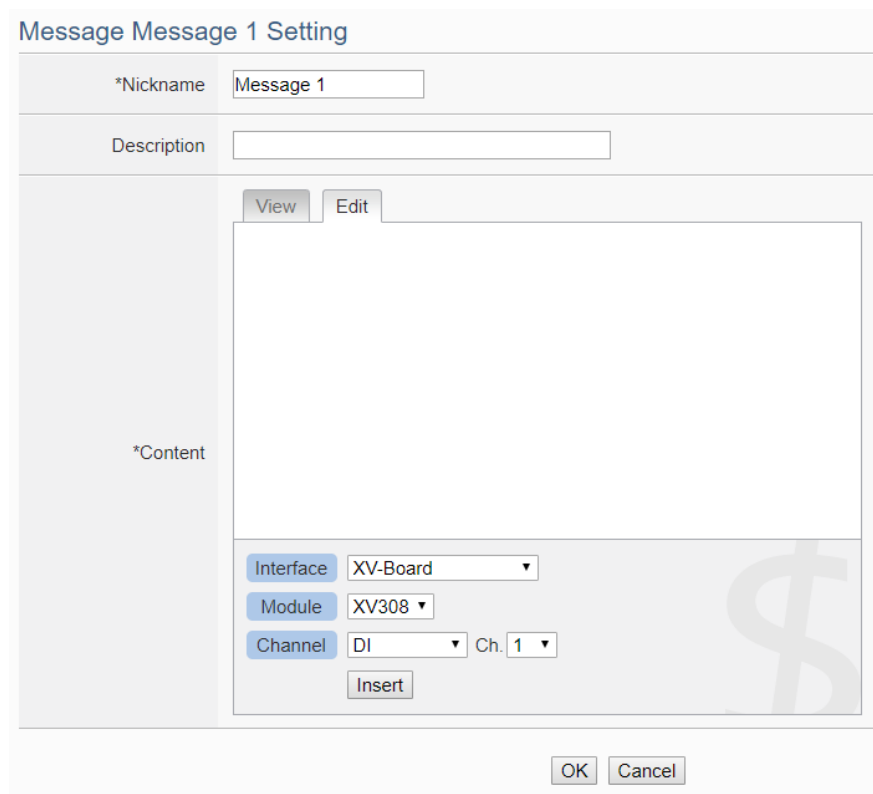 Message Message 1 Setting
*Nickname Message 1
Description
View Edit
*Content
Interface XV-Board
Module XV308
Channel DI Ch. 1
Insert
$
OK Cancel